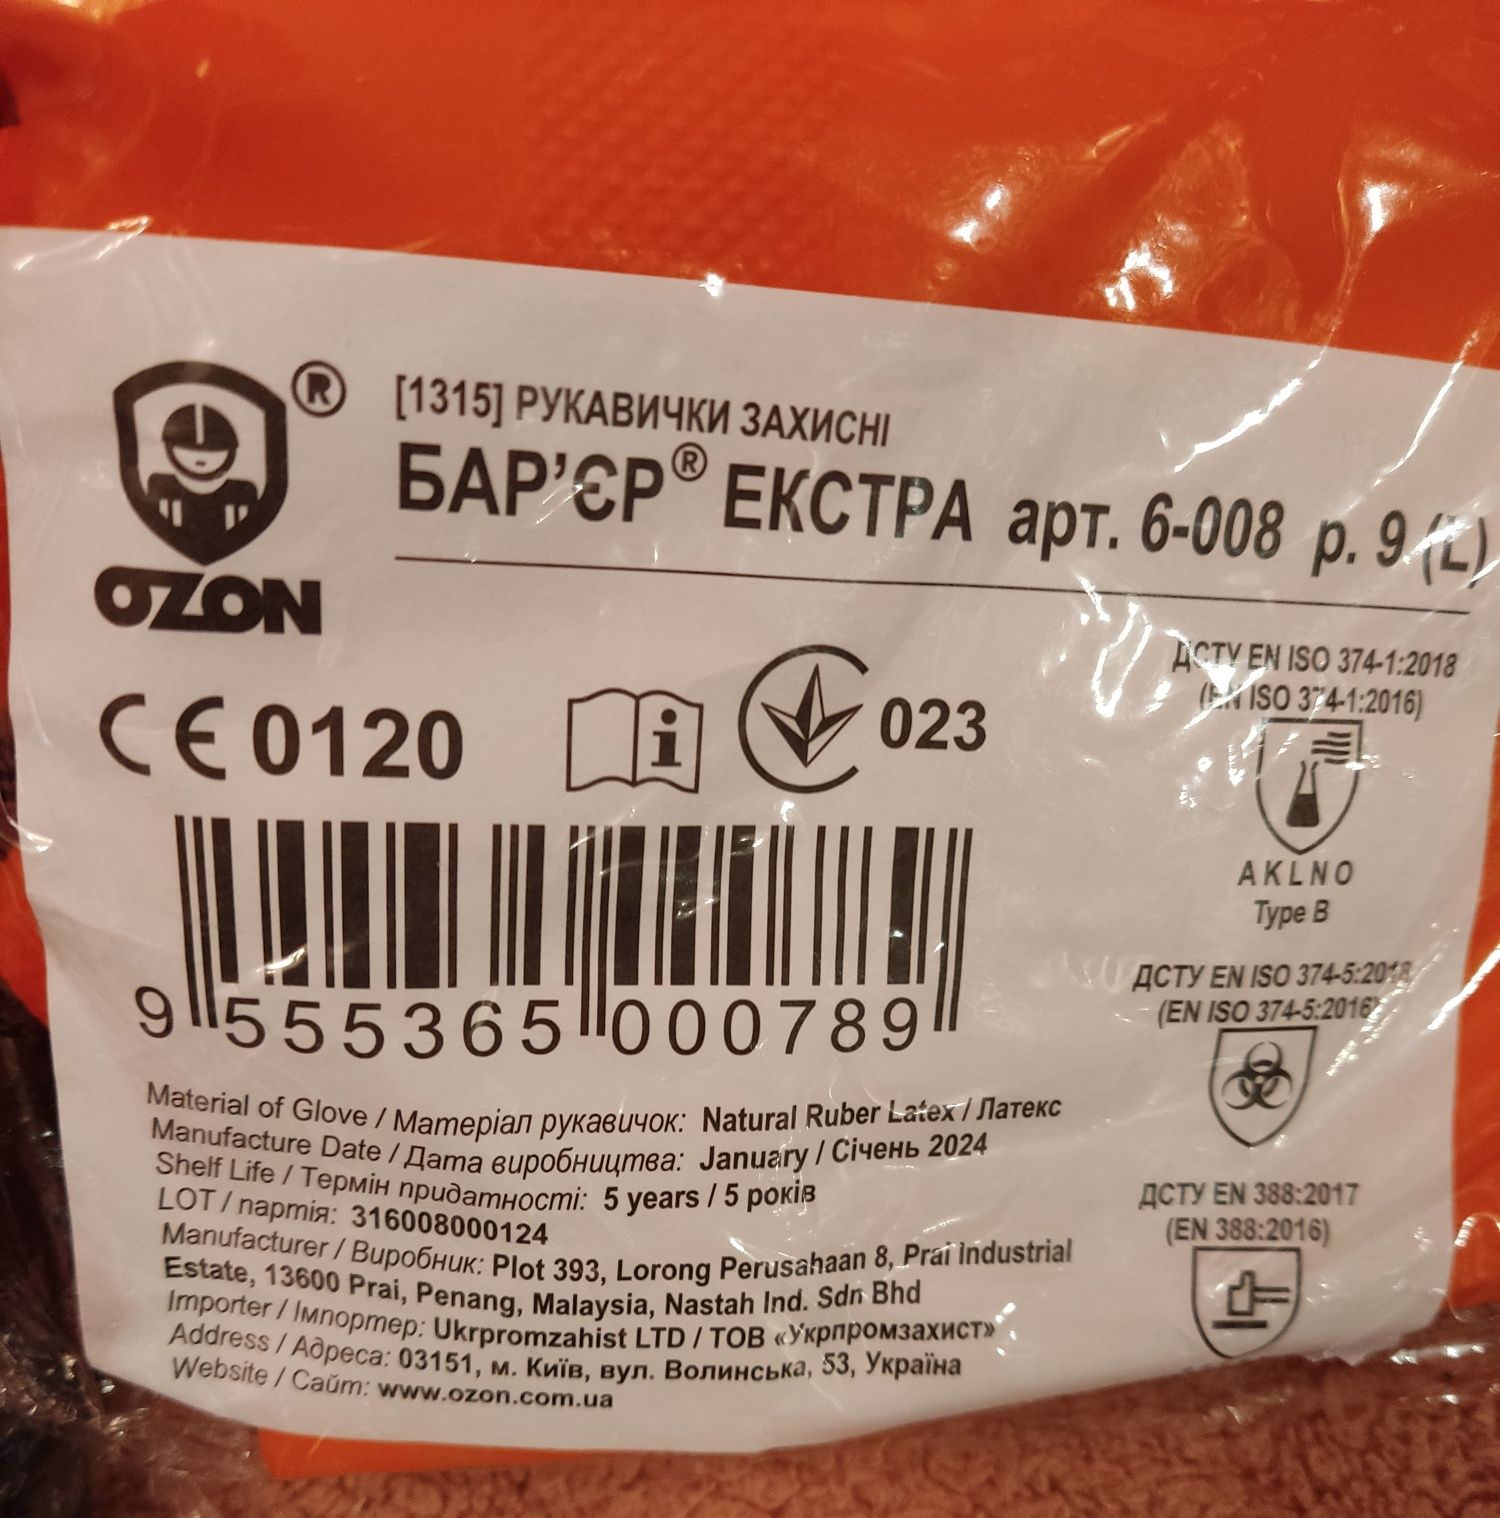 ®
[1315] РУКАВИЧКИ ЗАХИСНІ
БАР’ЄР® ЕКСТРА арт. 6-008 р. 9 (L)
OZON
CE 0120
i
023
ДСТУ EN ISO 374-1:2018
(EN ISO 374-1:2016)
AKLNO
Type B
ДСТУ EN ISO 374-5:2018
(EN ISO 374-5:2016)
ДСТУ EN 388:2017
(EN 388:2016)
9 555365 000789
Material of Glove / Матеріал рукавичок: Natural Ruber Latex / Латекс
Manufacture Date / Дата виробництва: January / Січень 2024
Shelf Life / Термін придатності: 5 years / 5 років
LOT / партія: 316008000124
Manufacturer / Виробник: Plot 393, Lorong Perusahaan 8, Prai Industrial
Estate, 13600 Prai, Penang, Malaysia, Nastah Ind. Sdn Bhd
Importer / Імпортер: Ukrpromzahist LTD / ТОВ «Укрпромзахист»
Address / Адреса: 03151, м. Київ, вул. Волинська, 53, Україна
Website / Сайт: www.ozon.com.ua